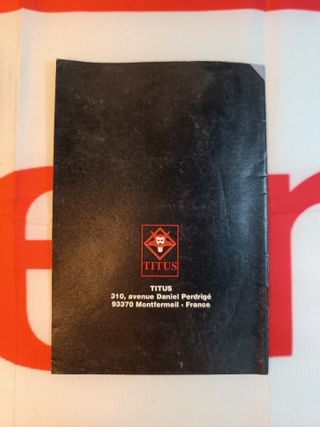 TITUS
TITUS
310, avenue Daniel Perdrigé
93370 Montfermeil - France